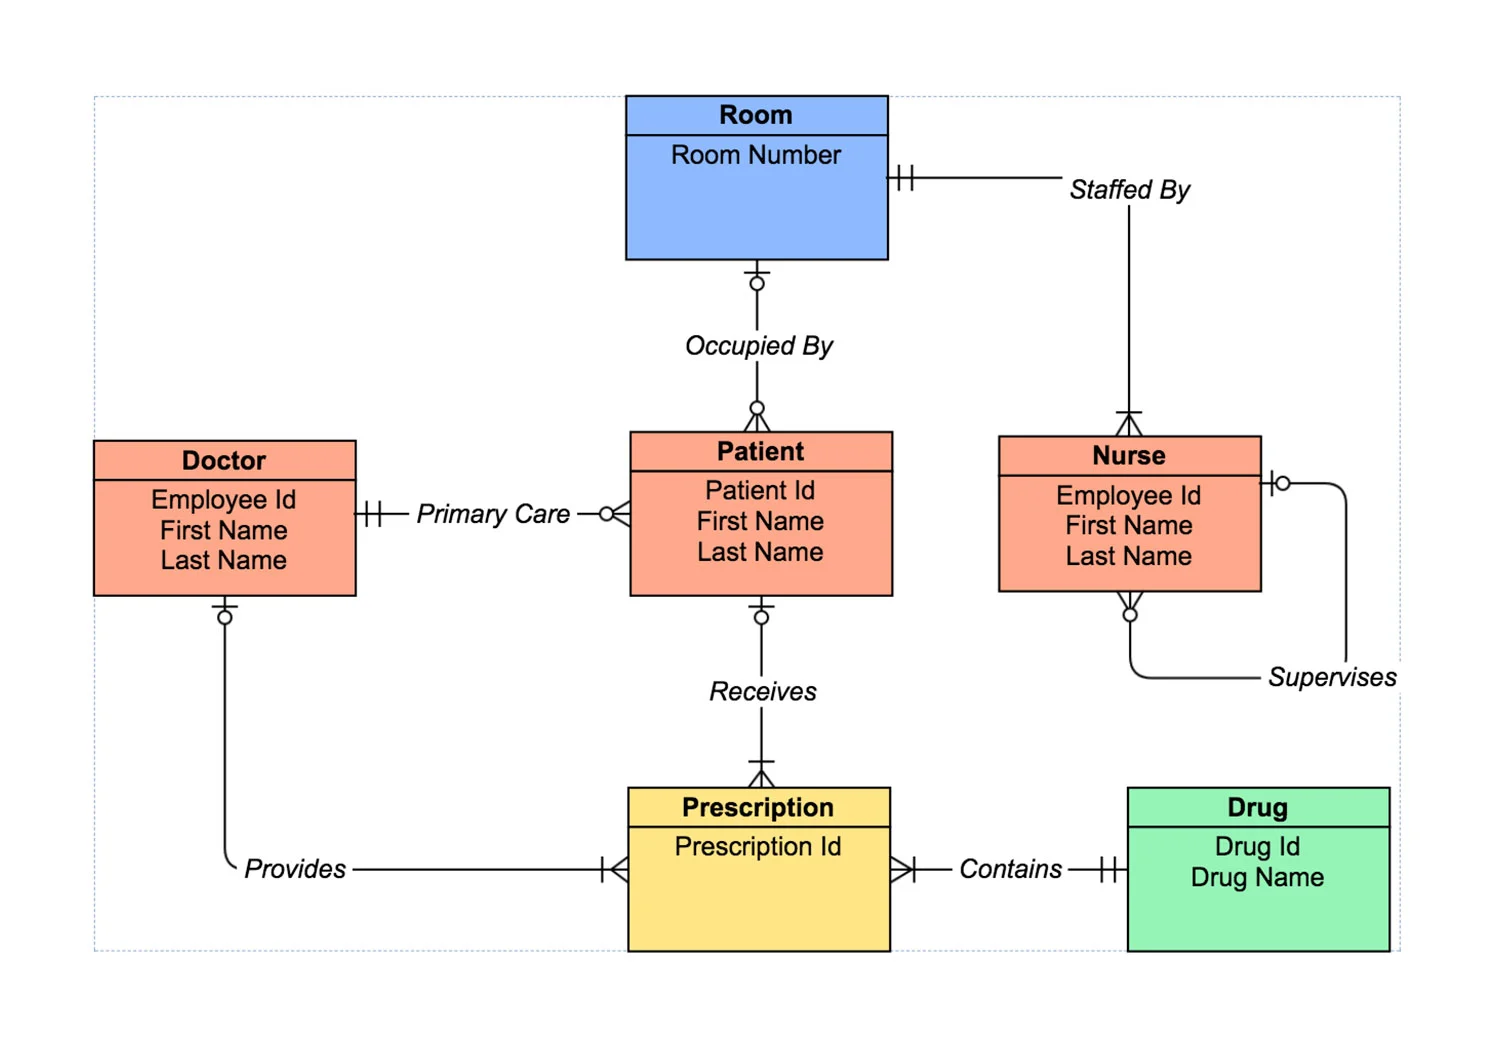 Room
Room Number
Staffed By
Occupied By
Doctor
Employee Id
First Name
Last Name
Primary Care
Patient
Patient Id
First Name
Last Name
Nurse
Employee Id
First Name
Last Name
Supervises
Receives
Provides
Prescription
Prescription Id
Contains
Drug
Drug Id
Drug Name